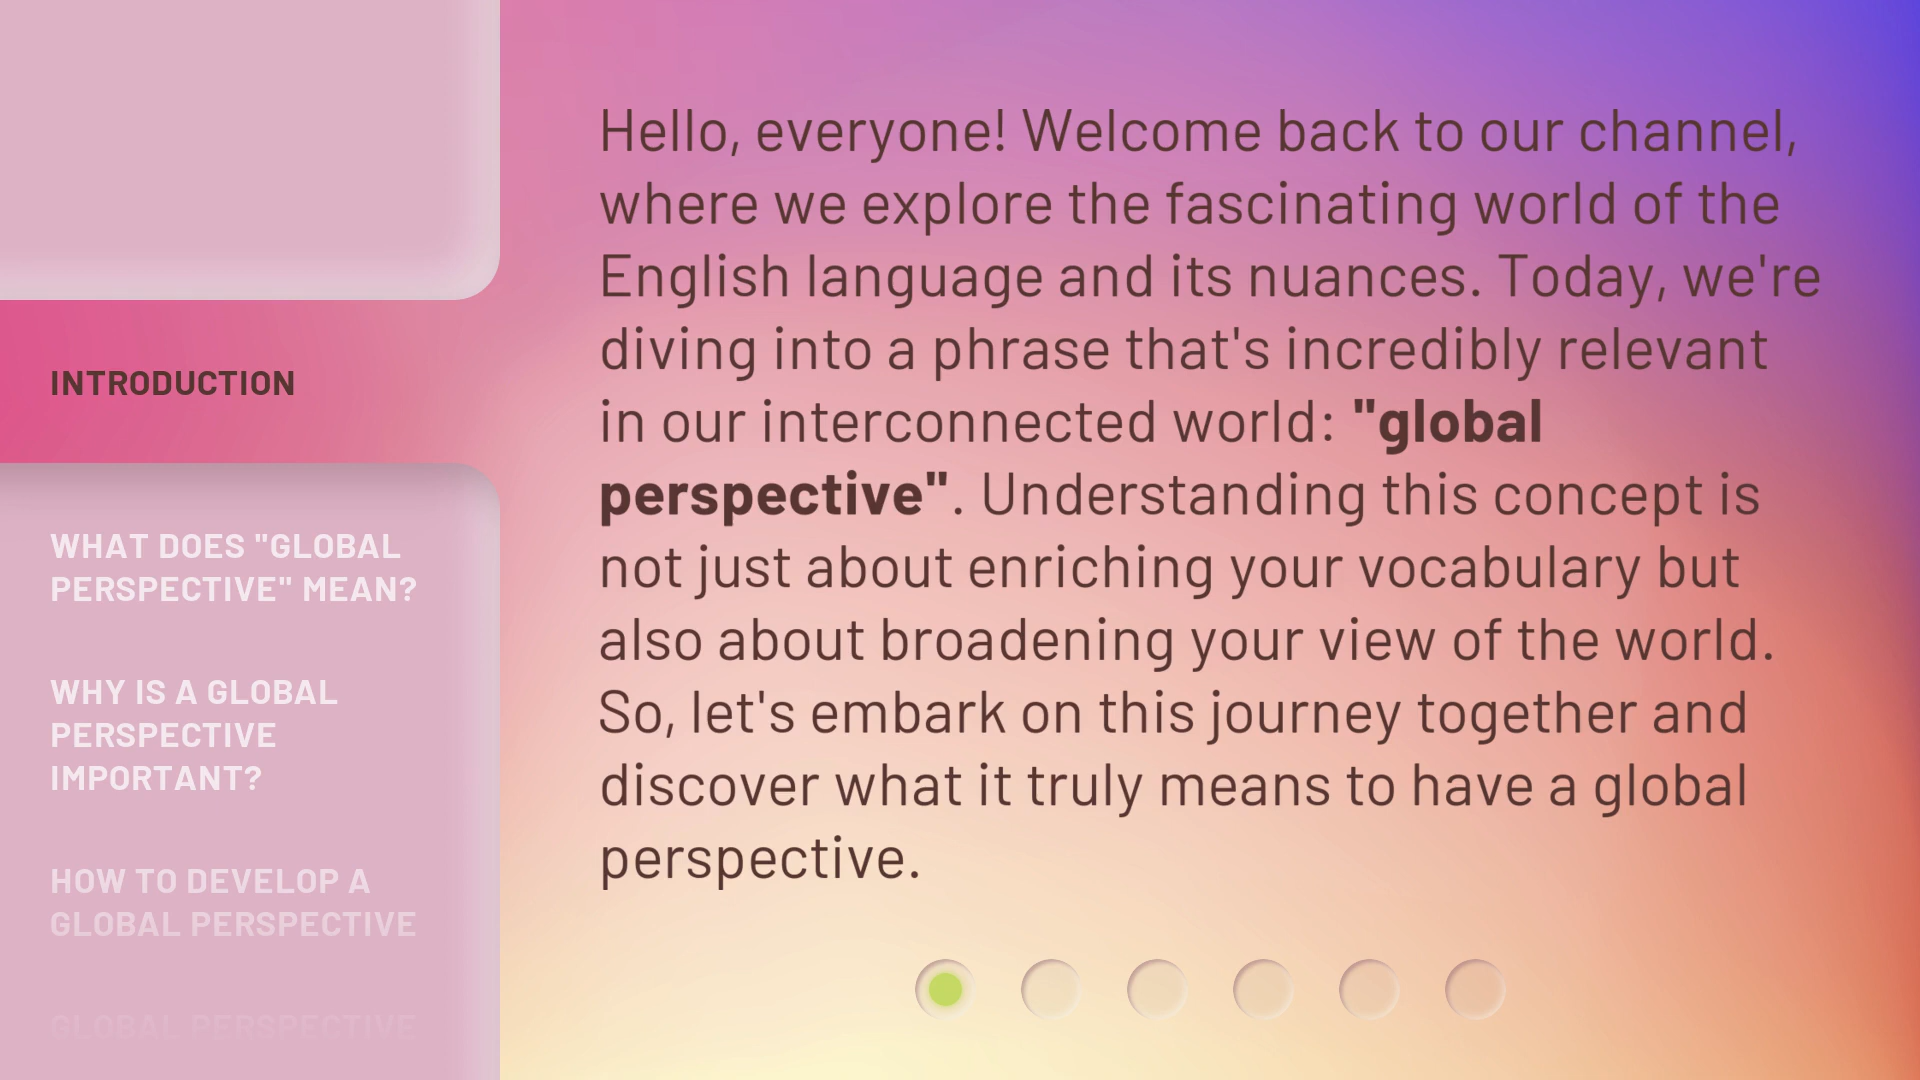 INTRODUCTION
WHAT DOES "GLOBAL
PERSPECTIVE" MEAN?
WHY IS A GLOBAL
PERSPECTIVE
IMPORTANT?
HOW TO DEVELOP A
GLOBAL PERSPECTIVE
GLOBAL PERSPECTIVE
Hello, everyone! Welcome back to our channel,
where we explore the fascinating world of the
English language and its nuances. Today, we're
diving into a phrase that's incredibly relevant
in our interconnected world: "global
perspective". Understanding this concept is
not just about enriching your vocabulary but
also about broadening your view of the world.
So, let's embark on this journey together and
discover what it truly means to have a global
perspective.